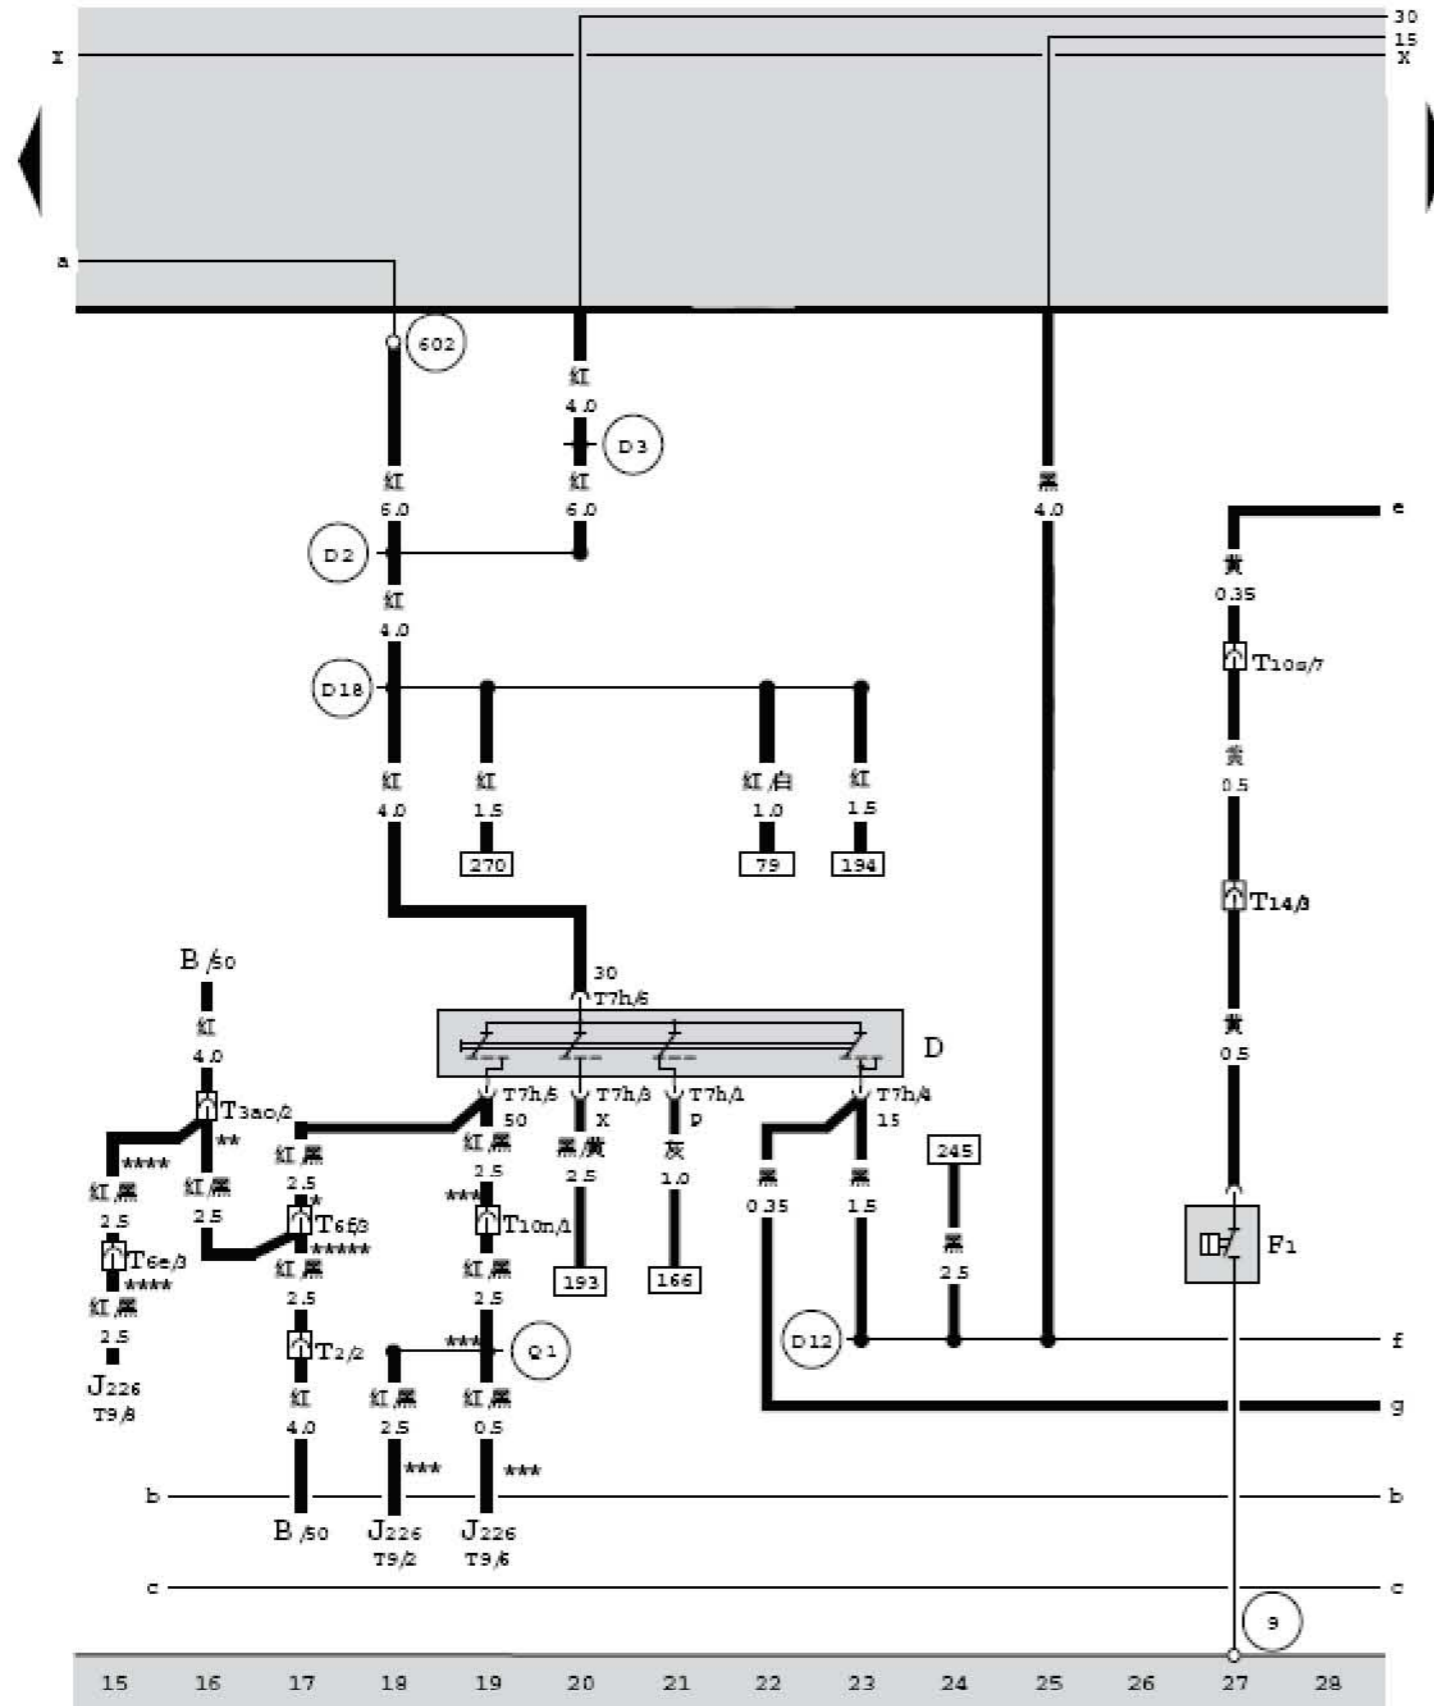 30
15
X
I
a
602
红
4.0
D3
红
6.0
红
6.0
黑
4.0
e
D2
黄
0.35
红
4.0
T10s/7
D18
黄
0.5
红
4.0
红
1.5
红/白
1.0
红
1.5
270
79
194
T14/3
B/50
30
T7h/6
红
4.0
黄
0.5
D
T3ao/2
T7h/5
50
T7h/3
X
T7h/1
P
T7h/4
15
**
****
红/黑
2.5
红/黑
2.5
红/黑
2.5
*
红/黑
2.5
***
黑/黄
2.5
灰
1.0
黑
0.35
黑
1.5
245
T6f/3
*****
T10n/1
T6e/3
****
红/黑
2.5
红/黑
2.5
红/黑
2.5
193
166
黑
2.5
F1
T2/2
***
Q1
D12
f
J226
T9/8
红
4.0
红/黑
2.5
红/黑
0.5
g
***
***
b
b
B/50
J226
T9/2
J226
T9/6
c
c
9
15 16 17 18 19 20 21 22 23 24 25 26 27 28